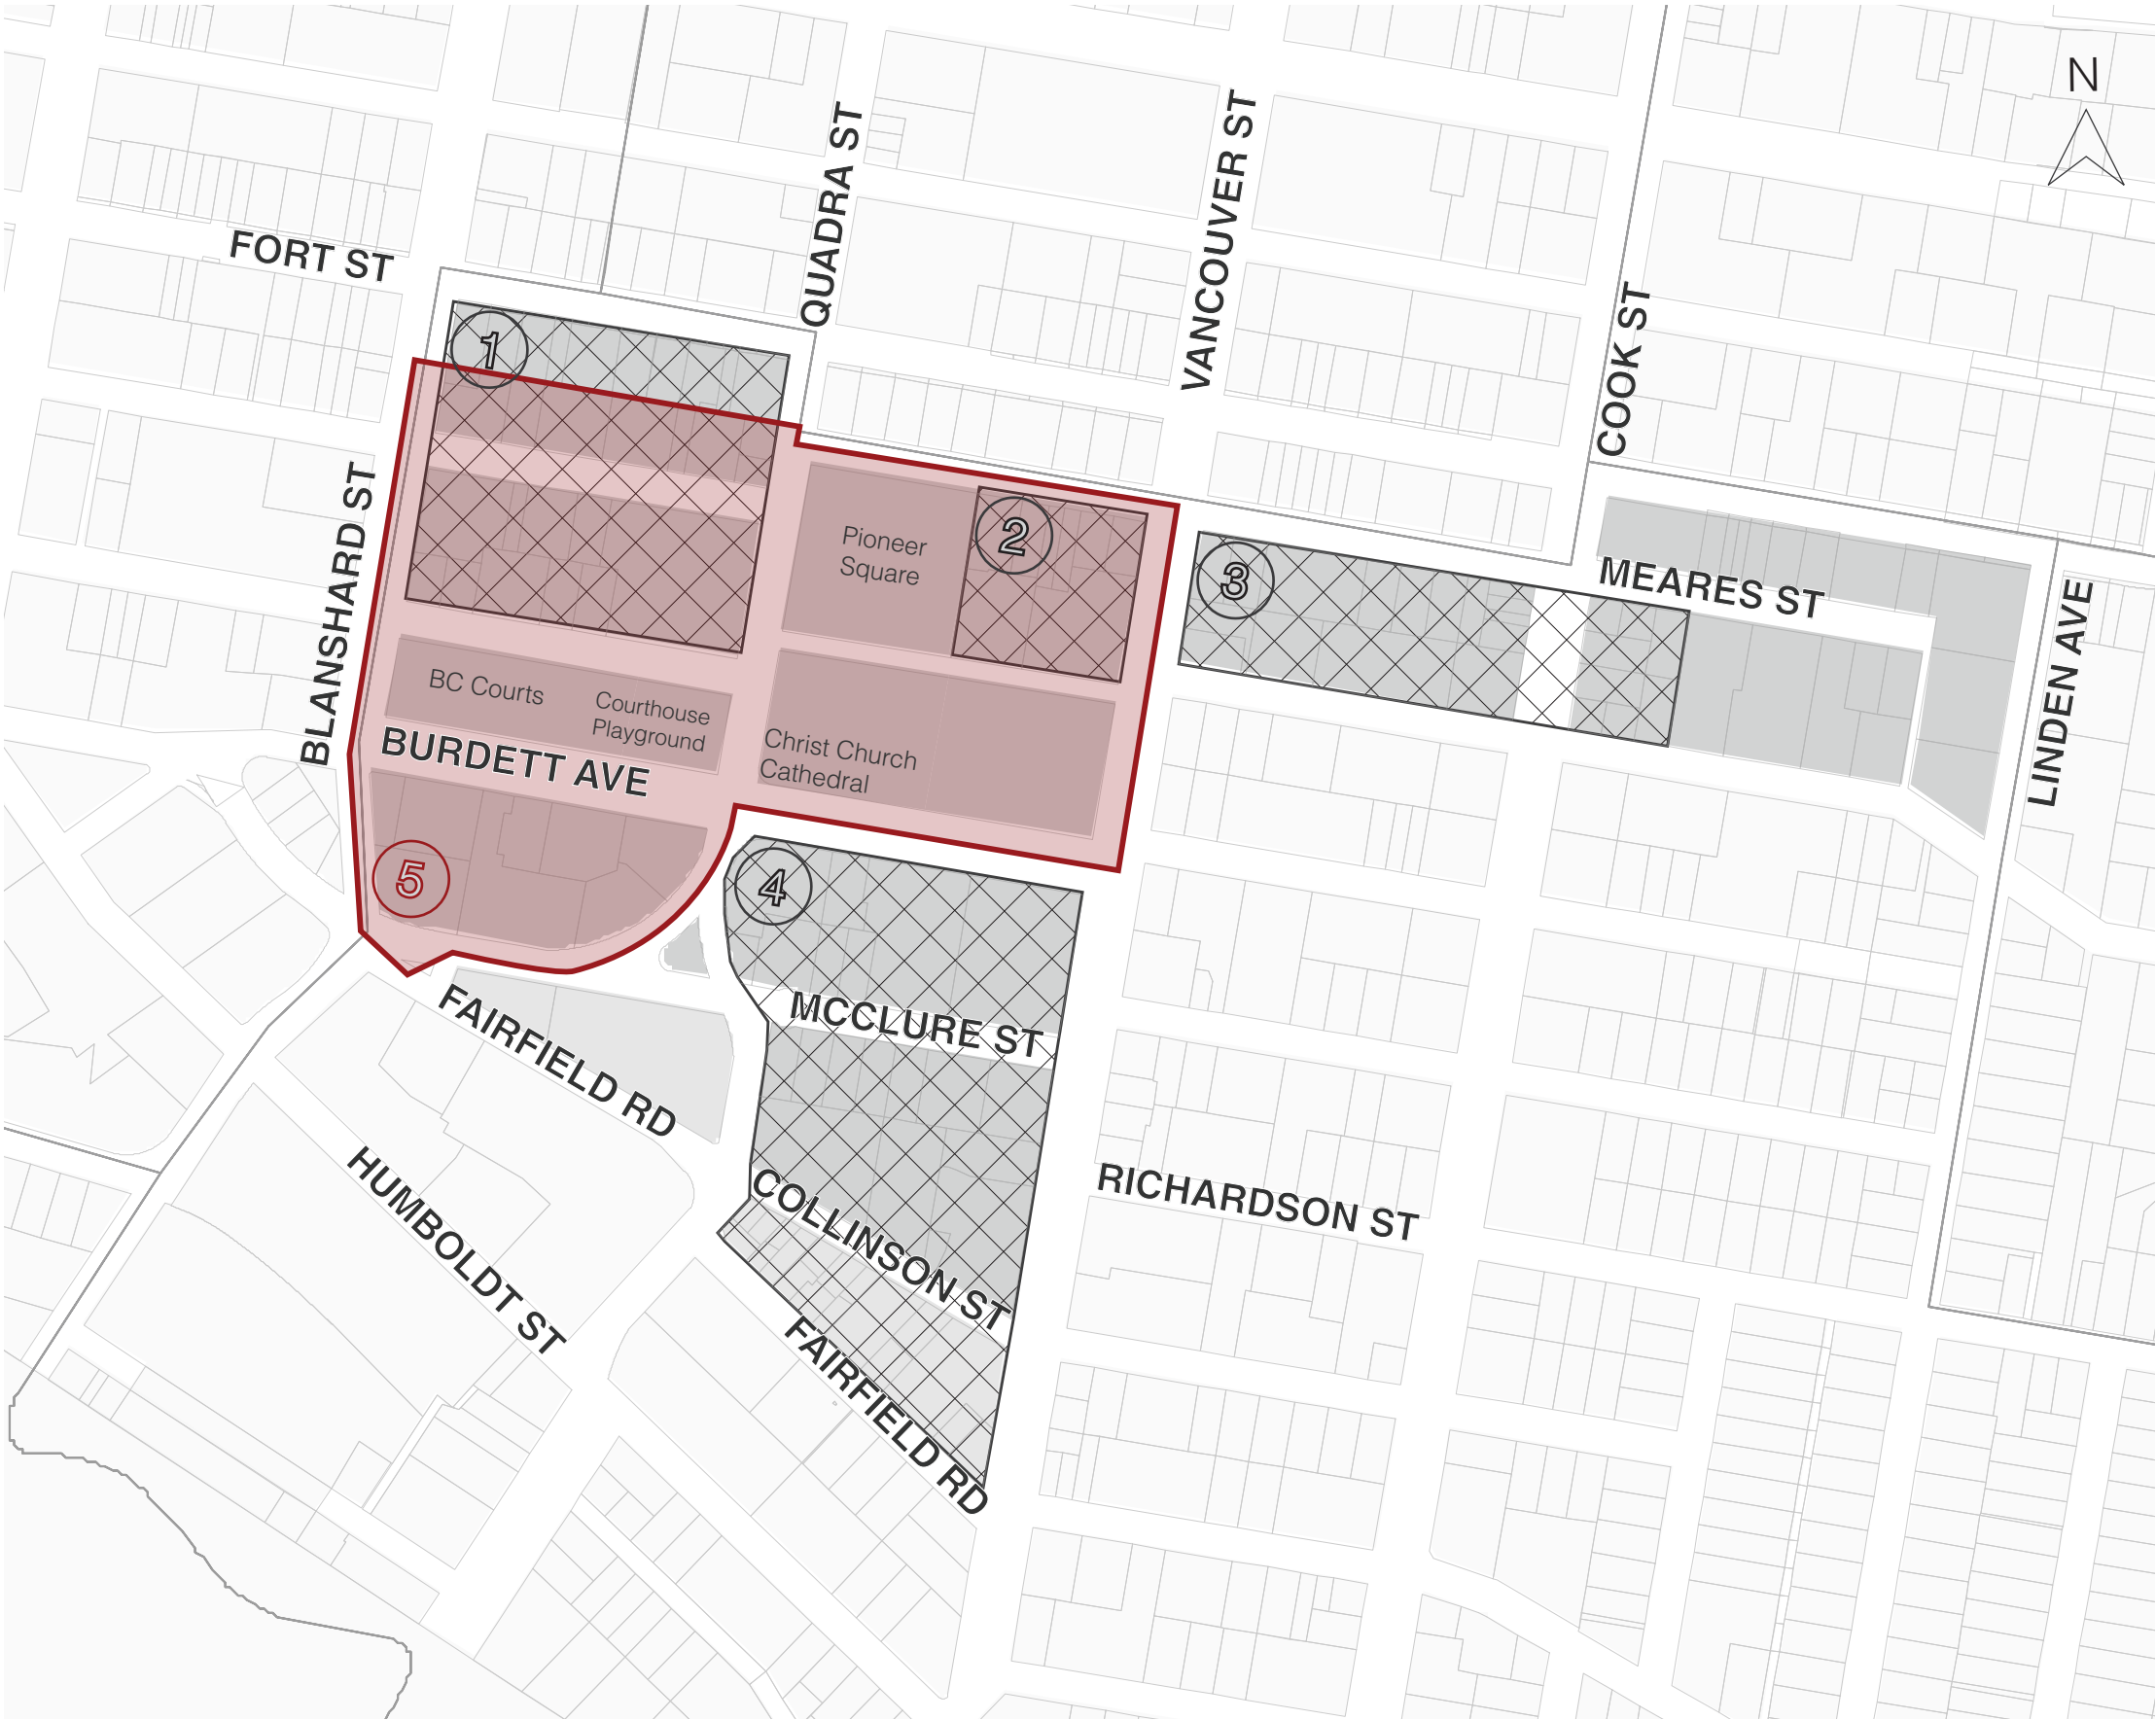 N
FORT ST
QUADRA ST
VANCOUVER ST
COOK ST
1
BLANSHARD ST
Pioneer
Square
2
3
MEARES ST
LINDEN AVE
BC Courts
Courthouse
Playground
BURDETT AVE
Christ Church
Cathedral
5
4
FAIRFIELD RD
MCCLURE ST
HUMBOLDT ST
COLLINSON ST
RICHARDSON ST
FAIRFIELD RD